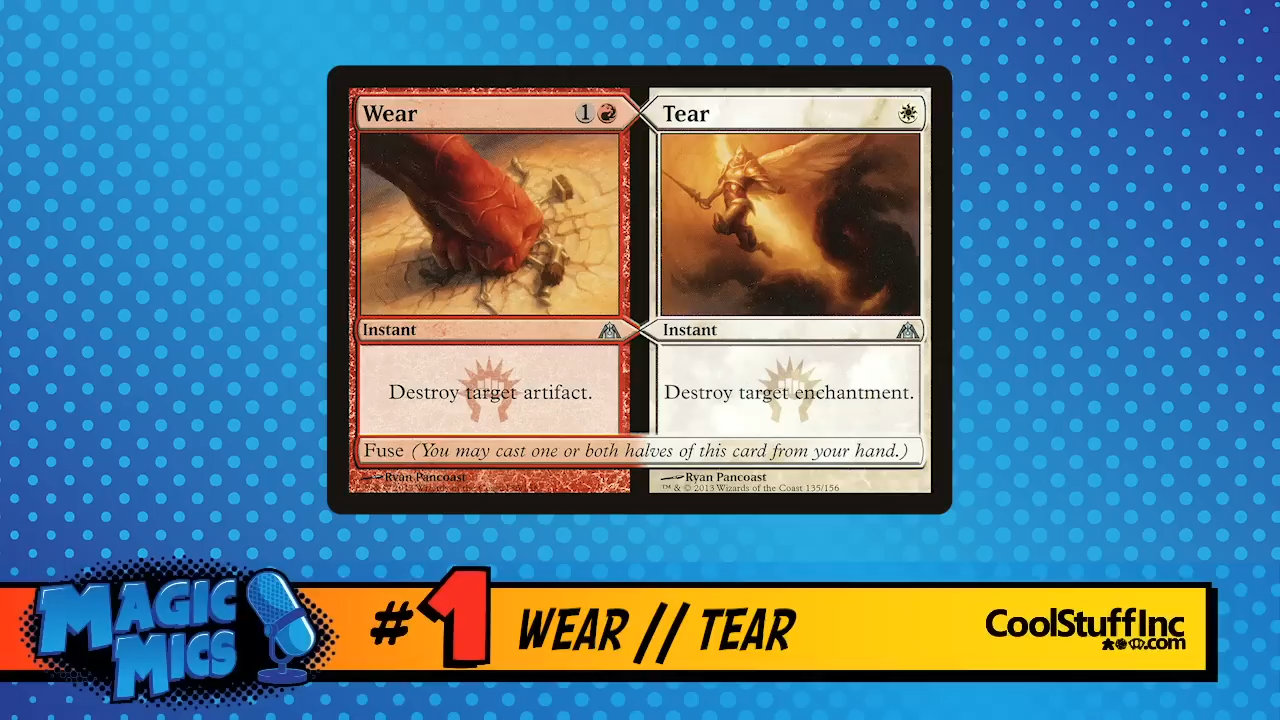 Wear 1
Tear
Instant
Instant
Destroy target artifact.
Destroy target enchantment.
Fuse (You may cast one or both halves of this card from your hand.)
Ryan Pancoast
Ryan Pancoast
™ & © 2013 Wizards of the Coast 135/156
MAGIC MICS
#1 WEAR // TEAR
CoolStuffInc
.com